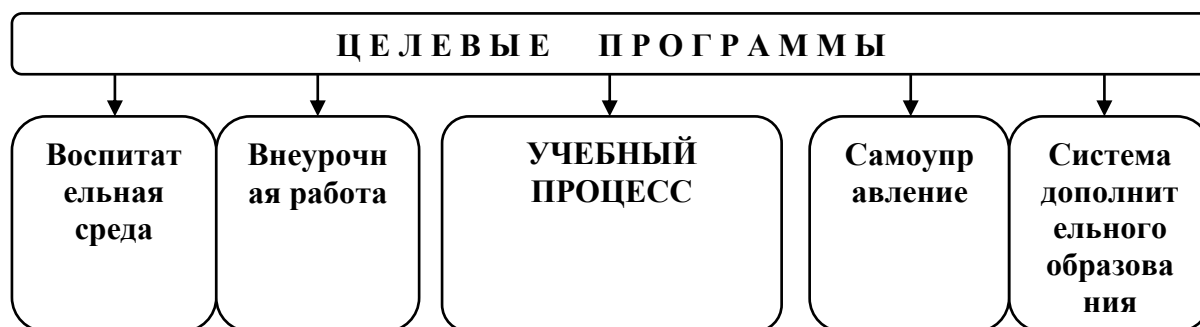 Ц Е Л Е В Ы Е П Р О Г Р А М М Ы
Воспитат
ельная
среда
Внеурочн
ая работа
УЧЕБНЫЙ
ПРОЦЕСС
Самоупр
авление
Система
дополнит
ельного
образова
ния